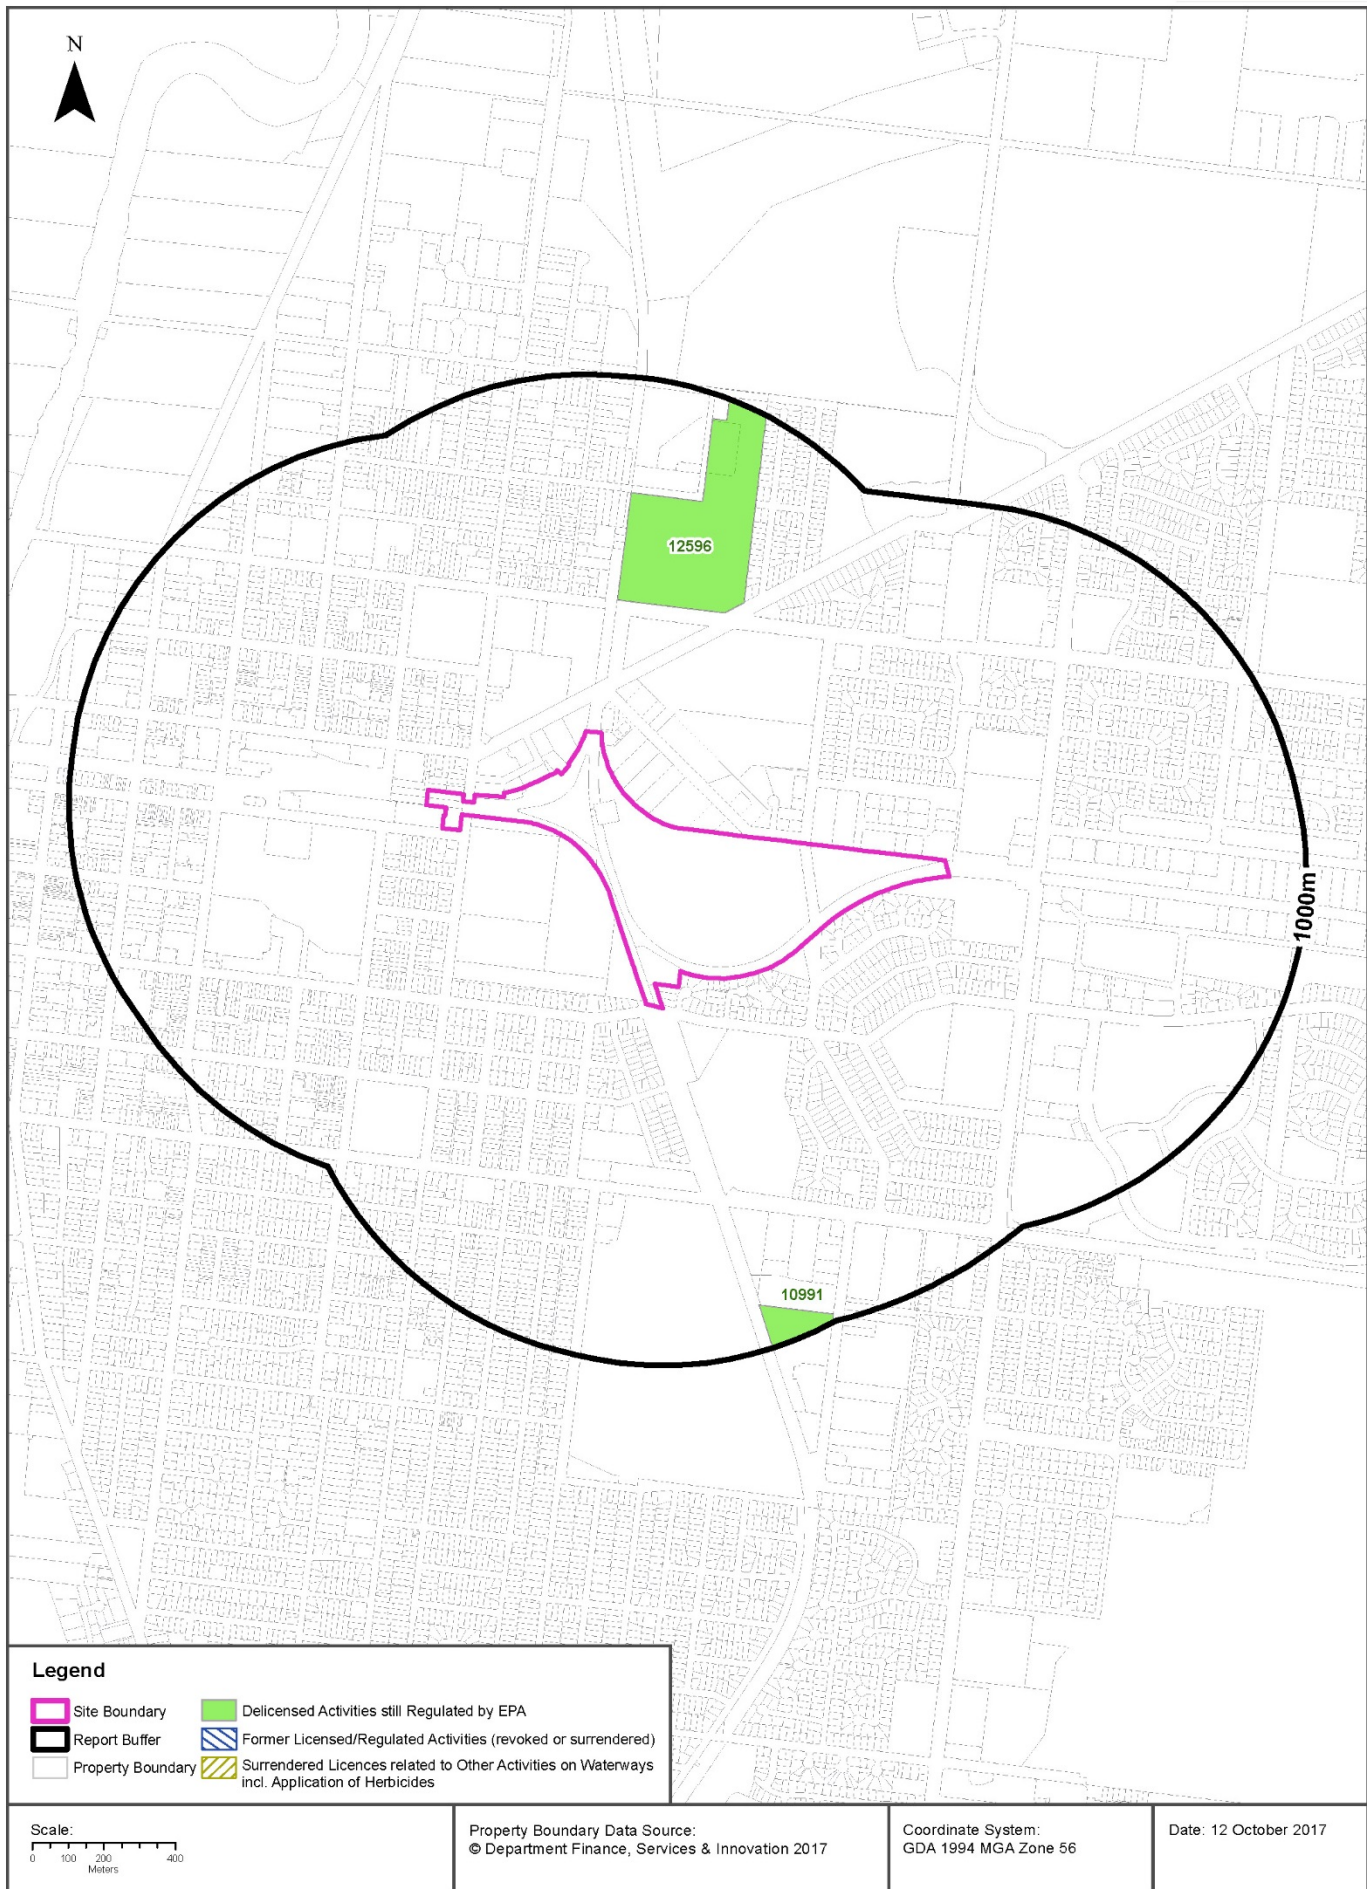 N
12596
1000m
10991
Legend
Site Boundary
Report Buffer
Property Boundary
Delicensed Activities still Regulated by EPA
Former Licensed/Regulated Activities (revoked or surrendered)
Surrendered Licences related to Other Activities on Waterways
incl. Application of Herbicides
Scale:
0 100 200 400
Meters
Property Boundary Data Source:
© Department Finance, Services & Innovation 2017
Coordinate System:
GDA 1994 MGA Zone 56
Date: 12 October 2017